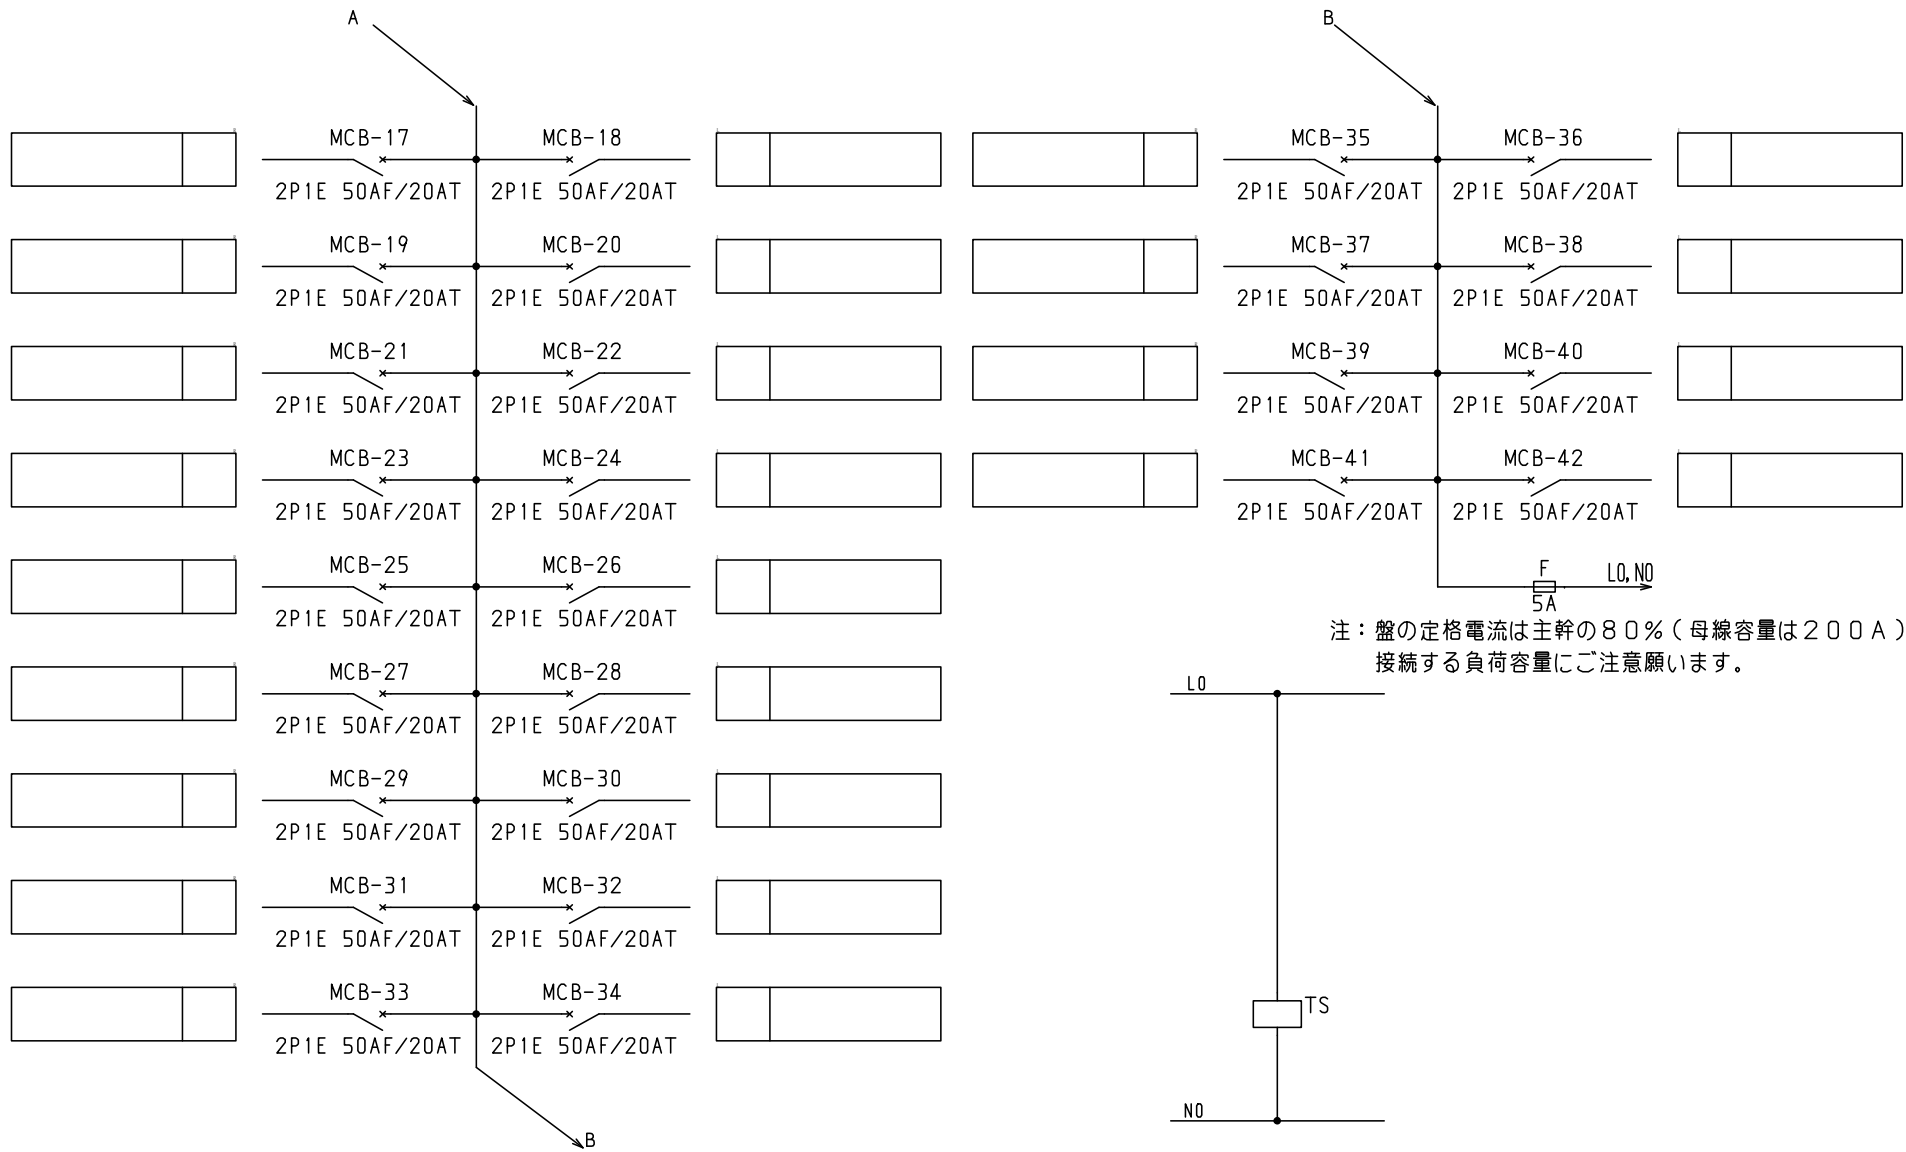 A
MCB-17 MCB-18
2P1E 50AF/20AT 2P1E 50AF/20AT
MCB-19 MCB-20
2P1E 50AF/20AT 2P1E 50AF/20AT
MCB-21 MCB-22
2P1E 50AF/20AT 2P1E 50AF/20AT
MCB-23 MCB-24
2P1E 50AF/20AT 2P1E 50AF/20AT
MCB-25 MCB-26
2P1E 50AF/20AT 2P1E 50AF/20AT
MCB-27 MCB-28
2P1E 50AF/20AT 2P1E 50AF/20AT
MCB-29 MCB-30
2P1E 50AF/20AT 2P1E 50AF/20AT
MCB-31 MCB-32
2P1E 50AF/20AT 2P1E 50AF/20AT
MCB-33 MCB-34
2P1E 50AF/20AT 2P1E 50AF/20AT
B
B
MCB-35 MCB-36
2P1E 50AF/20AT 2P1E 50AF/20AT
MCB-37 MCB-38
2P1E 50AF/20AT 2P1E 50AF/20AT
MCB-39 MCB-40
2P1E 50AF/20AT 2P1E 50AF/20AT
MCB-41 MCB-42
2P1E 50AF/20AT 2P1E 50AF/20AT
F L0,N0
5A
注：盤の定格電流は主幹の８０％（母線容量は２００Ａ）
接続する負荷容量にご注意願います。
L0
TS
N0